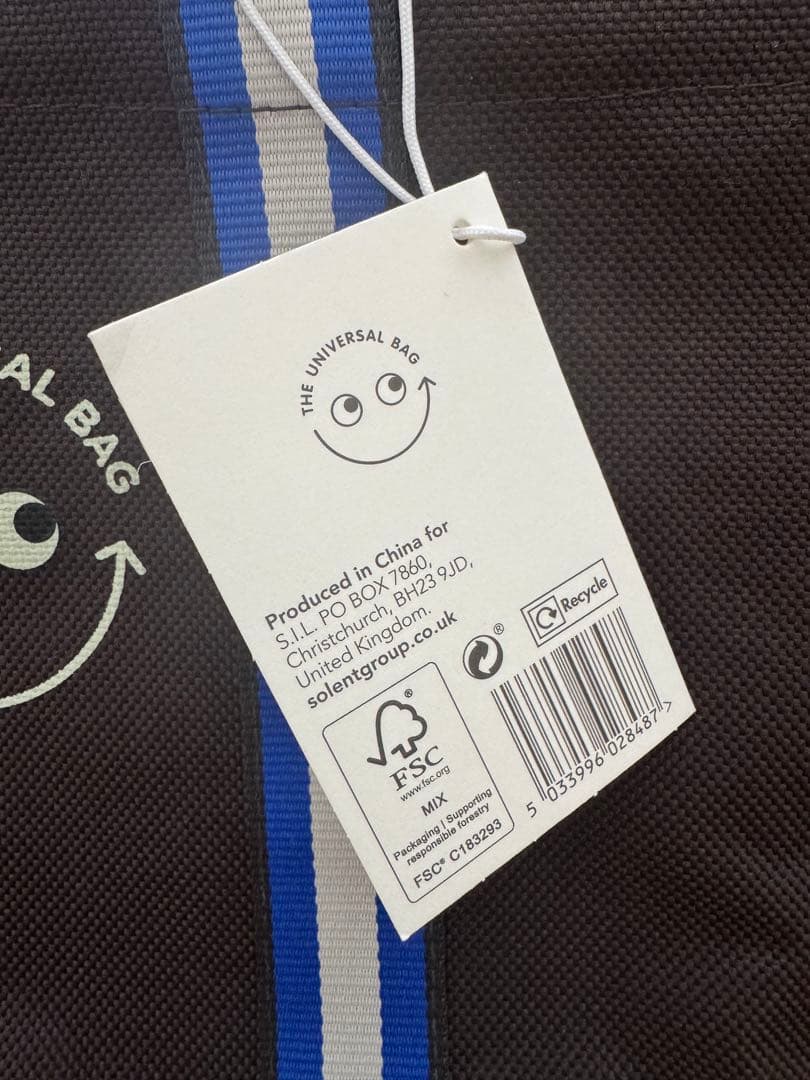 AL BAG
THE UNIVERSAL BAG
Produced in China for
S.I.L. PO BOX 7860,
Christchurch, BH23 9JD,
United Kingdom.
solentgroup.co.uk
®
Recycle
®
FSC
www.fsc.org
MIX
Packaging | Supporting
responsible forestry
FSC® C183293
5 033996 028487 >